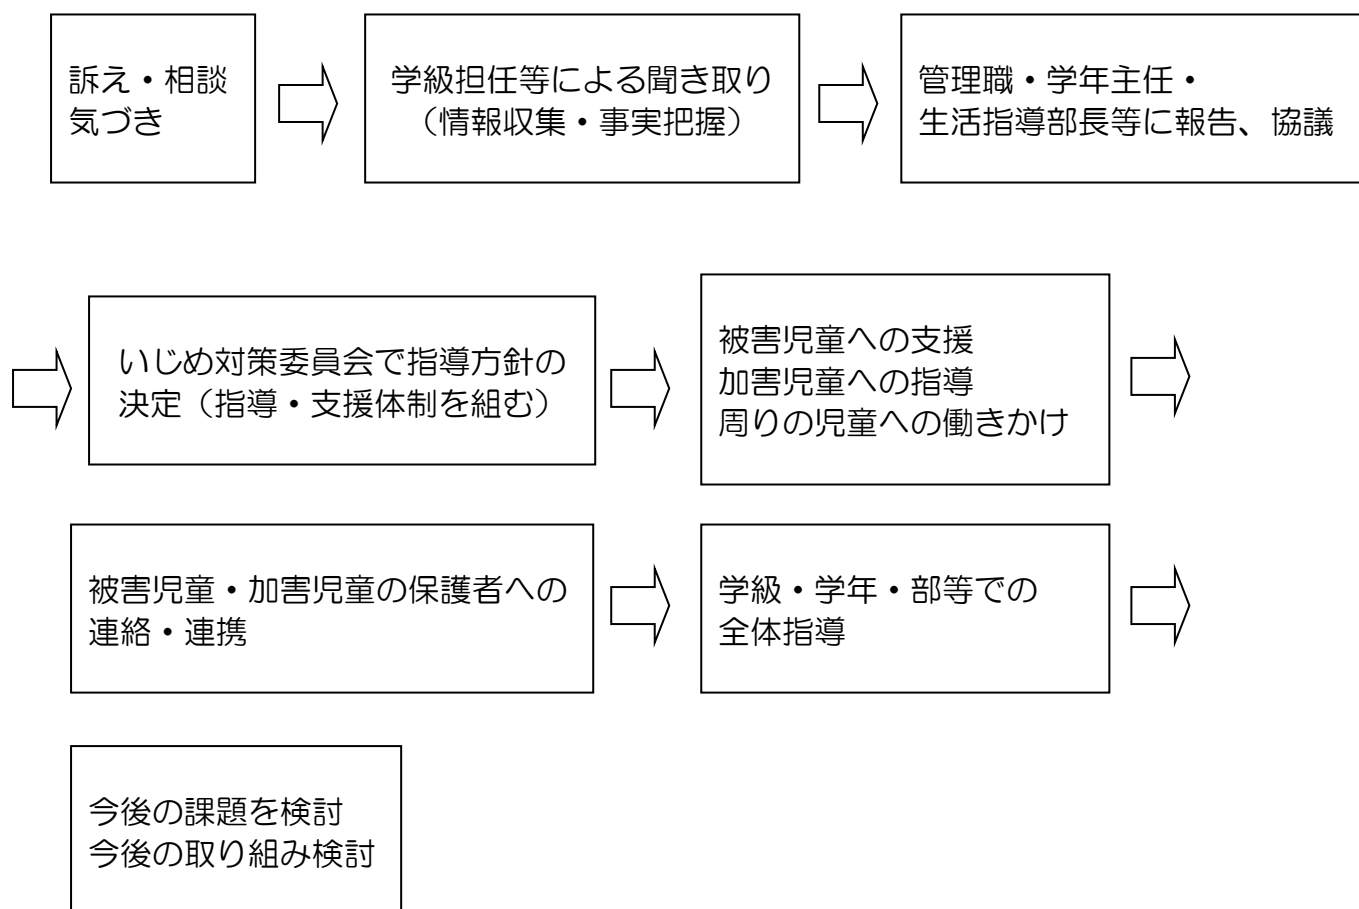 訴え・相談
気づき
学級担任等による聞き取り
（情報収集・事実把握）
管理職・学年主任・
生活指導部長等に報告、協議
いじめ対策委員会で指導方針の
決定（指導・支援体制を組む）
被害児童への支援
加害児童への指導
周りの児童への働きかけ
被害児童・加害児童の保護者への
連絡・連携
学級・学年・部等での
全体指導
今後の課題を検討
今後の取り組み検討